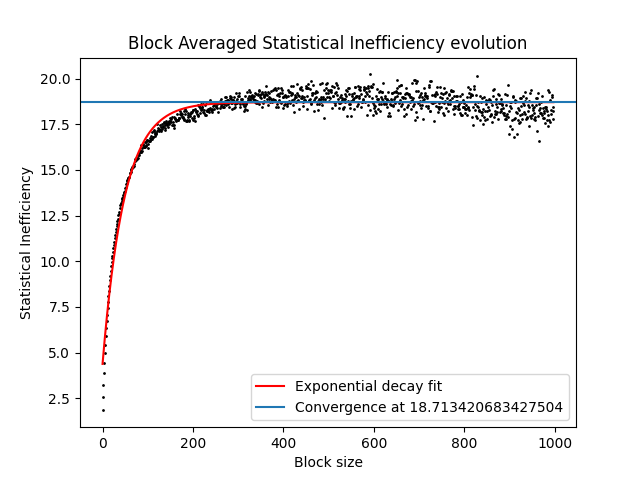 Block Averaged Statistical Inefficiency evolution
20.0
17.5
15.0
12.5
10.0
7.5
5.0
2.5
Statistical Inefficiency
Exponential decay fit
Convergence at 18.713420683427504
0 200 400 600 800 1000
Block size